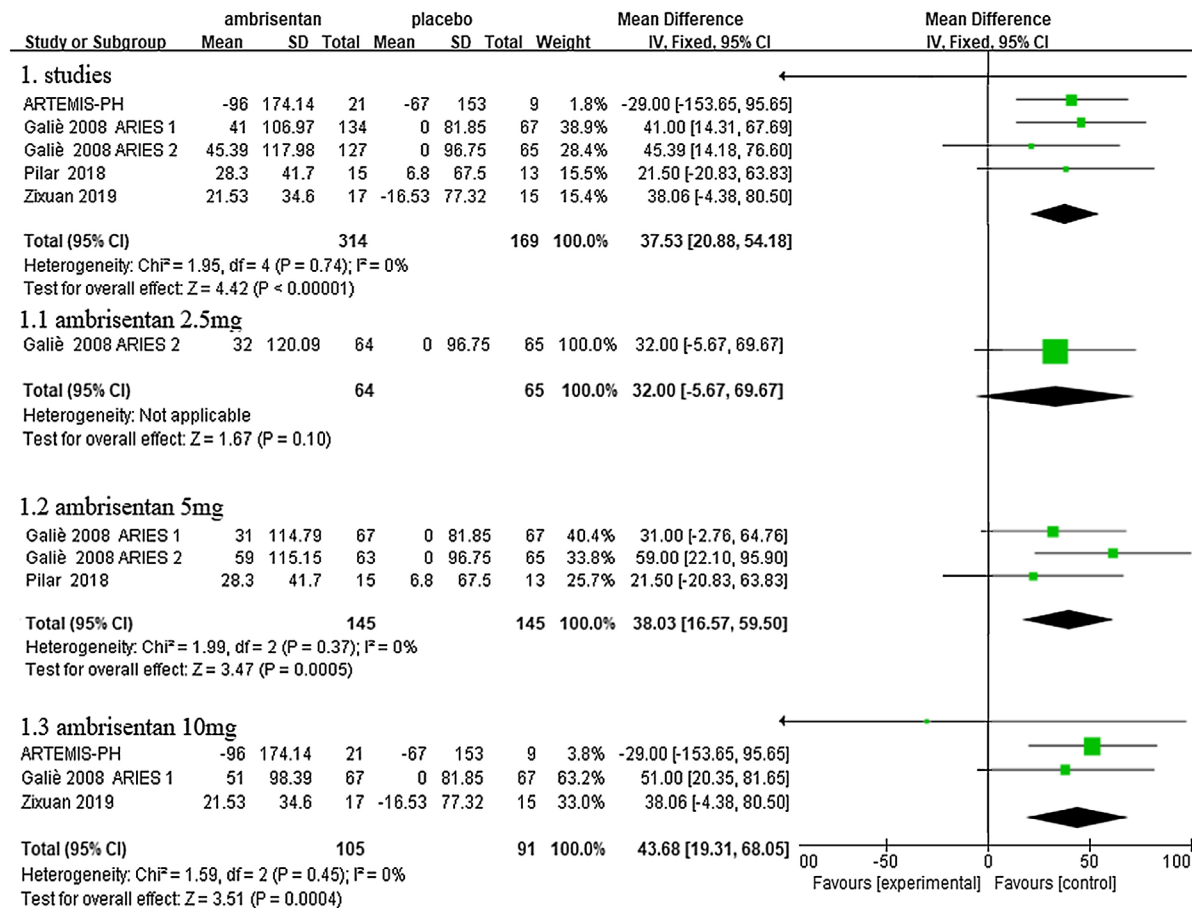 ambrisentan placebo Mean Difference Mean Difference
Study or Subgroup Mean SD Total Mean SD Total Weight IV, Fixed, 95% CI IV, Fixed, 95% CI
1. studies
ARTEMIS-PH -96 174.14 21 -67 153 9 1.8% -29.00 [-153.65, 95.65]
Galiè 2008 ARIES 1 41 106.97 134 0 81.85 67 38.9% 41.00 [14.31, 67.69]
Galiè 2008 ARIES 2 45.39 117.98 127 0 96.75 65 28.4% 45.39 [14.18, 76.60]
Pilar 2018 28.3 41.7 15 6.8 67.5 13 15.5% 21.50 [-20.83, 63.83]
Zixuan 2019 21.53 34.6 17 -16.53 77.32 15 15.4% 38.06 [-4.38, 80.50]
Total (95% CI) 314 169 100.0% 37.53 [20.88, 54.18]
Heterogeneity: Chi² = 1.95, df = 4 (P = 0.74); I² = 0%
Test for overall effect: Z = 4.42 (P < 0.00001)
1.1 ambrisentan 2.5mg
Galiè 2008 ARIES 2 32 120.09 64 0 96.75 65 100.0% 32.00 [-5.67, 69.67]
Total (95% CI) 64 65 100.0% 32.00 [-5.67, 69.67]
Heterogeneity: Not applicable
Test for overall effect: Z = 1.67 (P = 0.10)
1.2 ambrisentan 5mg
Galiè 2008 ARIES 1 31 114.79 67 0 81.85 67 40.4% 31.00 [-2.76, 64.76]
Galiè 2008 ARIES 2 59 115.15 63 0 96.75 65 33.8% 59.00 [22.10, 95.90]
Pilar 2018 28.3 41.7 15 6.8 67.5 13 25.7% 21.50 [-20.83, 63.83]
Total (95% CI) 145 145 100.0% 38.03 [16.57, 59.50]
Heterogeneity: Chi² = 1.99, df = 2 (P = 0.37); I² = 0%
Test for overall effect: Z = 3.47 (P = 0.0005)
1.3 ambrisentan 10mg
ARTEMIS-PH -96 174.14 21 -67 153 9 3.8% -29.00 [-153.65, 95.65]
Galiè 2008 ARIES 1 51 98.39 67 0 81.85 67 63.2% 51.00 [20.35, 81.65]
Zixuan 2019 21.53 34.6 17 -16.53 77.32 15 33.0% 38.06 [-4.38, 80.50]
Total (95% CI) 105 91 100.0% 43.68 [19.31, 68.05]
Heterogeneity: Chi² = 1.59, df = 2 (P = 0.45); I² = 0%
Test for overall effect: Z = 3.51 (P = 0.0004)
00 -50 0 50 100
Favours [experimental] Favours [control]